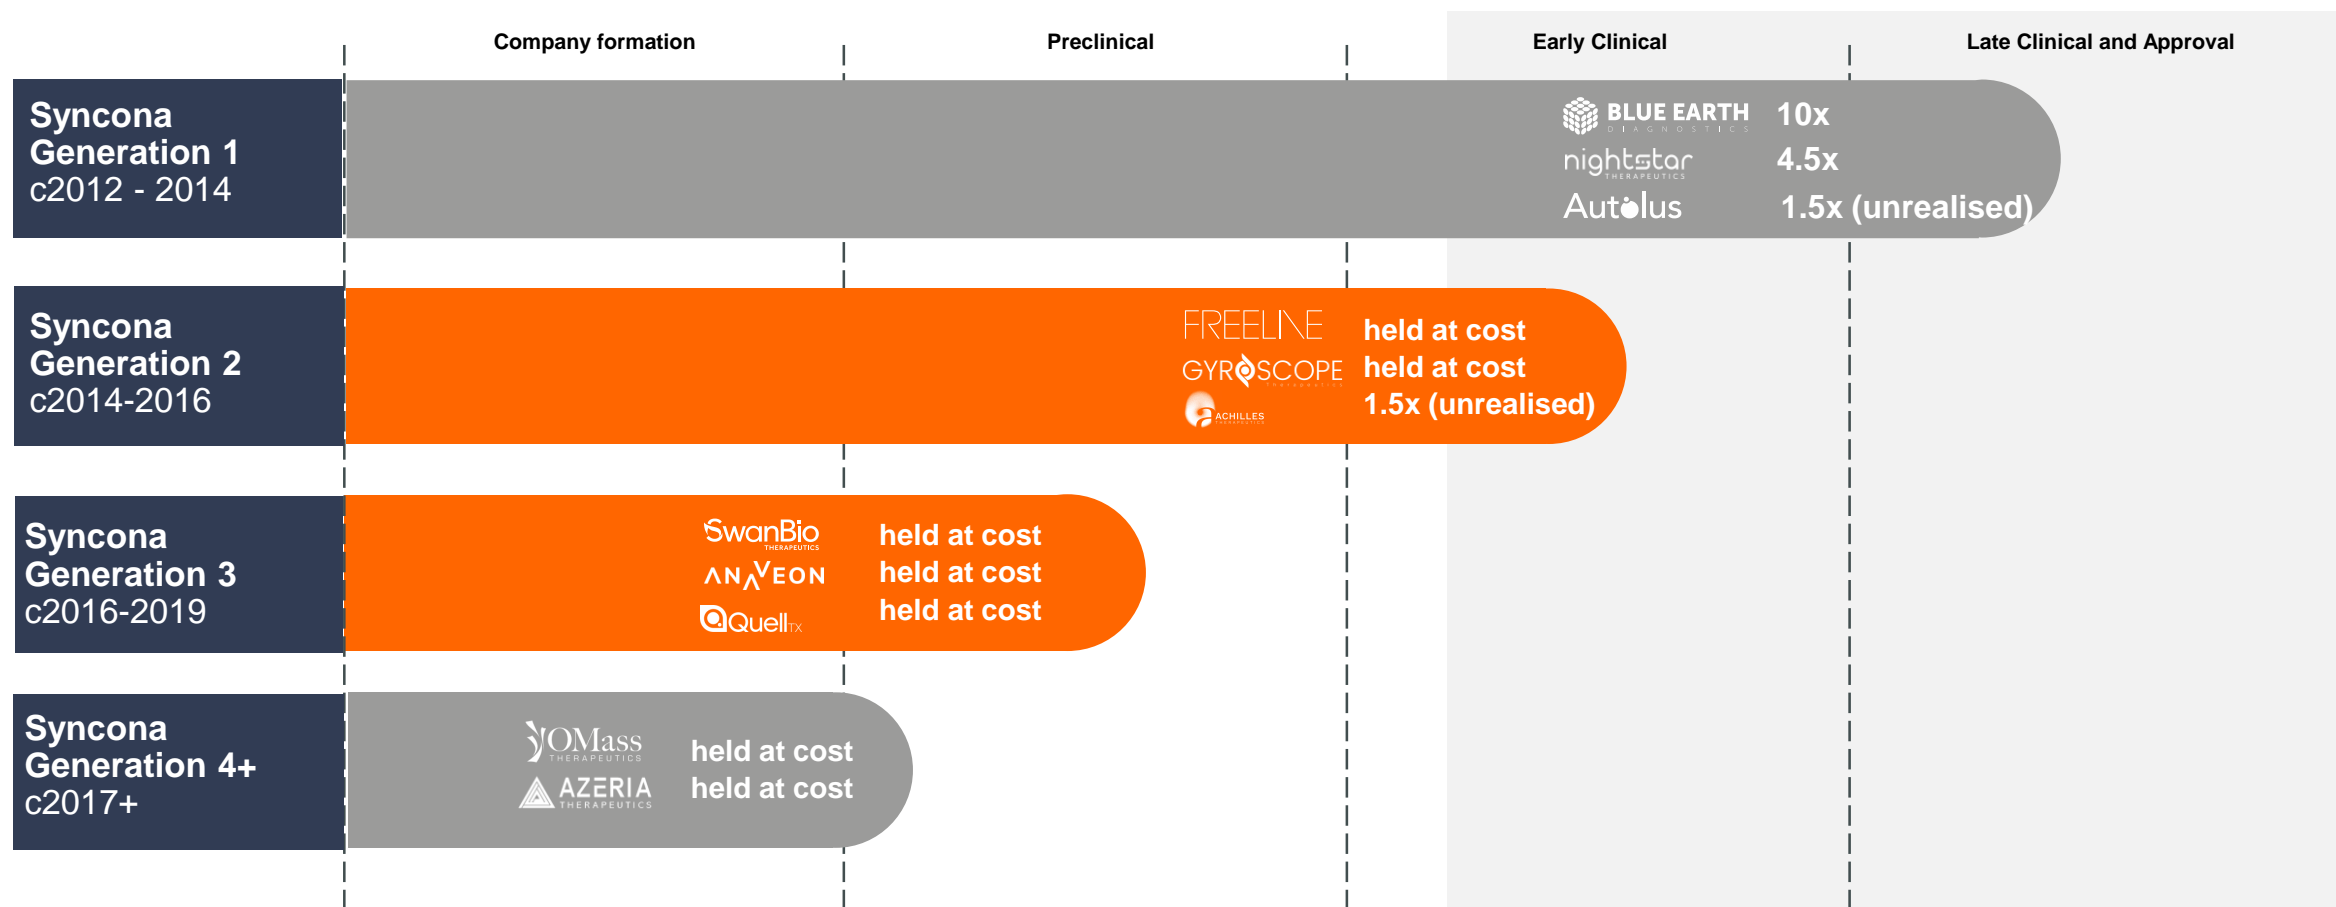 Company formation
Preclinical
Early Clinical
Late Clinical and Approval
Syncona
Generation 1
c2012 - 2014
BLUE EARTH
DIAGNOSTICS
10x
nightstar
THERAPEUTICS
4.5x
Autolus
1.5x (unrealised)
Syncona
Generation 2
c2014-2016
FREELINE
held at cost
GYROSCOPE
Therapeutics
held at cost
ACHILLES
THERAPEUTICS
1.5x (unrealised)
Syncona
Generation 3
c2016-2019
SwanBio
THERAPEUTICS
held at cost
ANAVEON
held at cost
QuellTX
held at cost
Syncona
Generation 4+
c2017+
OMass
THERAPEUTICS
held at cost
AZERIA
THERAPEUTICS
held at cost